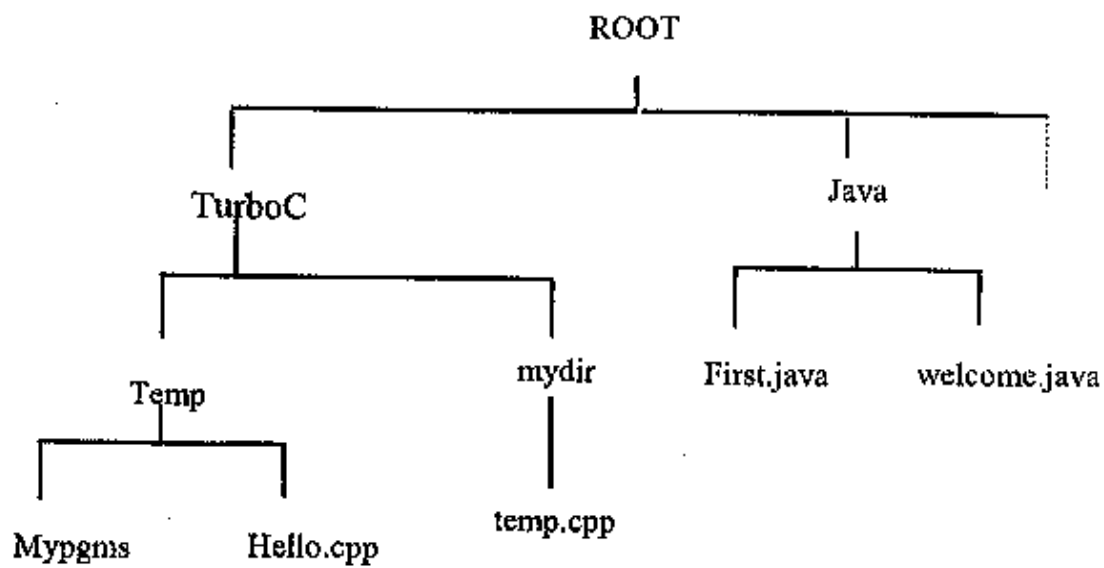 ROOT
TurboC
Java
Temp
mydir
First.java
welcome.java
Mypgms
Hello.cpp
temp.cpp